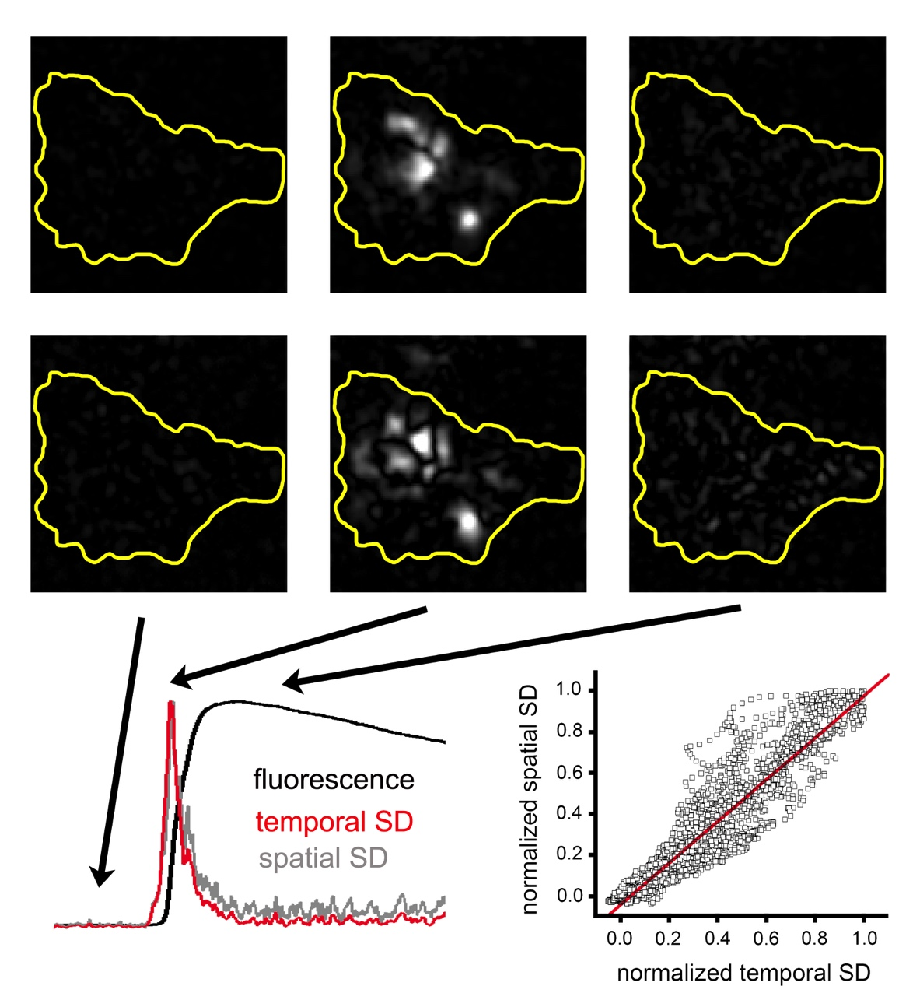 fluorescence
temporal SD
spatial SD
normalized spatial SD
1.0
0.8
0.6
0.4
0.2
0.0
0.0 0.2 0.4 0.6 0.8 1.0
normalized temporal SD